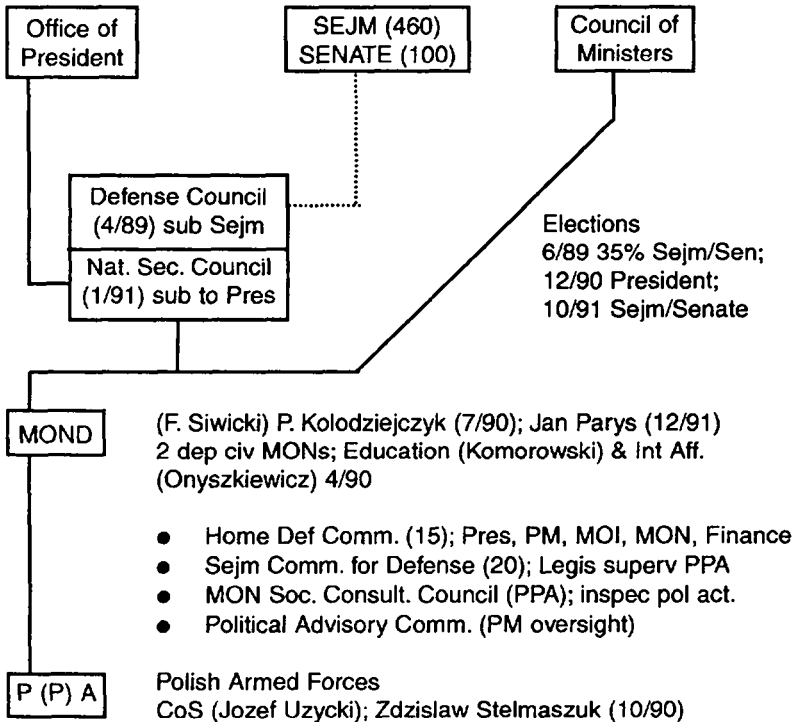 Office of
President
SEJM (460)
SENATE (100)
Council of
Ministers
Defense Council
(4/89) sub Sejm
Nat. Sec. Council
(1/91) sub to Pres
Elections
6/89 35% Sejm/Sen;
12/90 President;
10/91 Sejm/Senate
MOND
(F. Siwicki) P. Kolodziejczyk (7/90); Jan Parys (12/91)
2 dep civ MONs; Education (Komorowski) & Int Aff.
(Onyszkiewicz) 4/90
● Home Def Comm. (15); Pres, PM, MOI, MON, Finance
● Sejm Comm. for Defense (20); Legis superv PPA
● MON Soc. Consult. Council (PPA); inspec pol act.
● Political Advisory Comm. (PM oversight)
P (P) A
Polish Armed Forces
CoS (Jozef Uzycki); Zdzislaw Stelmaszuk (10/90)